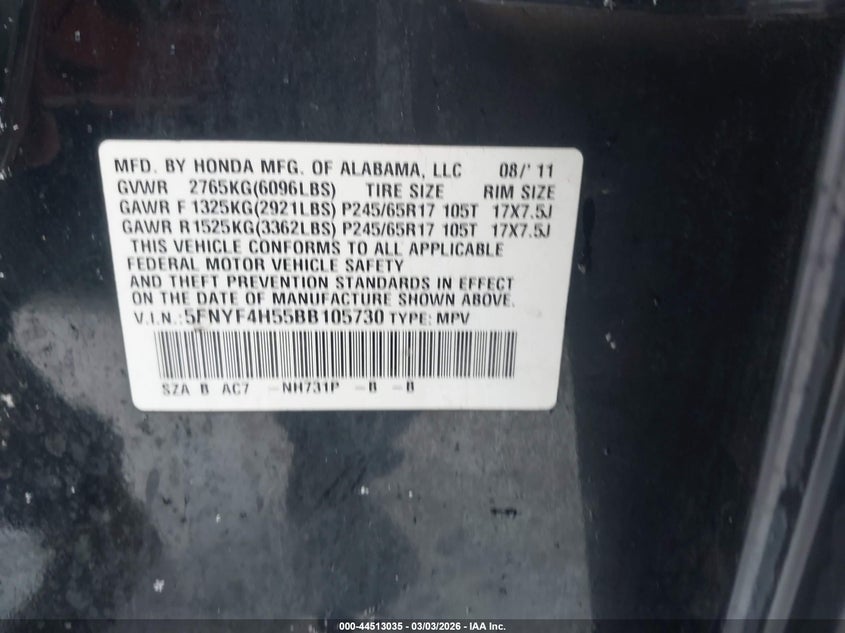 MFD. BY HONDA MFG. OF ALABAMA, LLC 08/'11
GVWR 2765KG(6096LBS) TIRE SIZE RIM SIZE
GAWR F 1325KG(2921LBS) P245/65R17 105T 17X7.5J
GAWR R1525KG(3362LBS) P245/65R17 105T 17X7.5J
THIS VEHICLE CONFORMS TO ALL APPLICABLE
FEDERAL MOTOR VEHICLE SAFETY
AND THEFT PREVENTION STANDARDS IN EFFECT
ON THE DATE OF MANUFACTURE SHOWN ABOVE.
V.I.N.:5FNYF4H55BB105730 TYPE: MPV
SZA B AC7 -NH731P -B -B
000-44513035 - 03/03/2026 - IAA Inc.